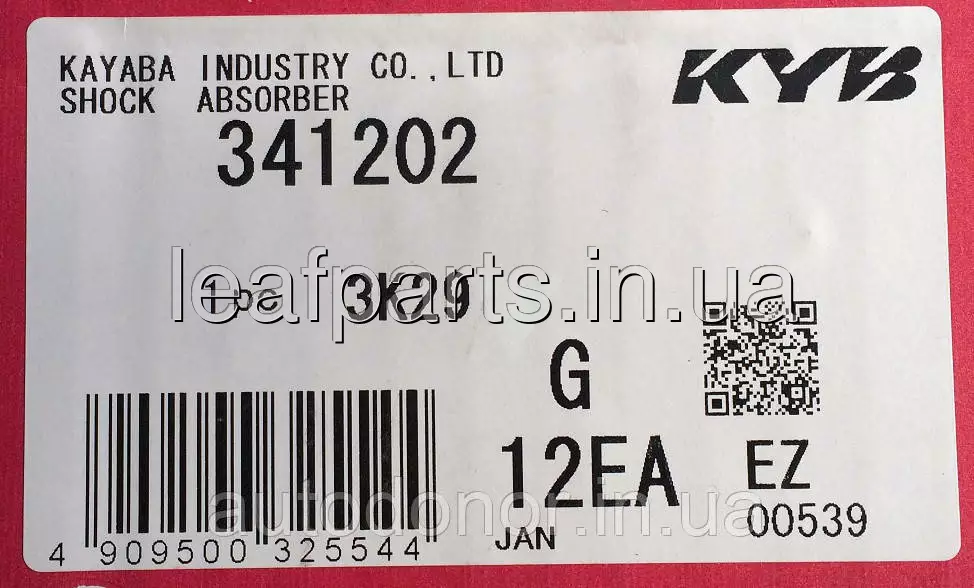 KAYABA INDUSTRY CO.,LTD
KYB
SHOCK ABSORBER
341202
leafparts.in.ua
3K29
G
12EA
EZ
autodonor.in.ua
00539
JAN
4 909500 325544